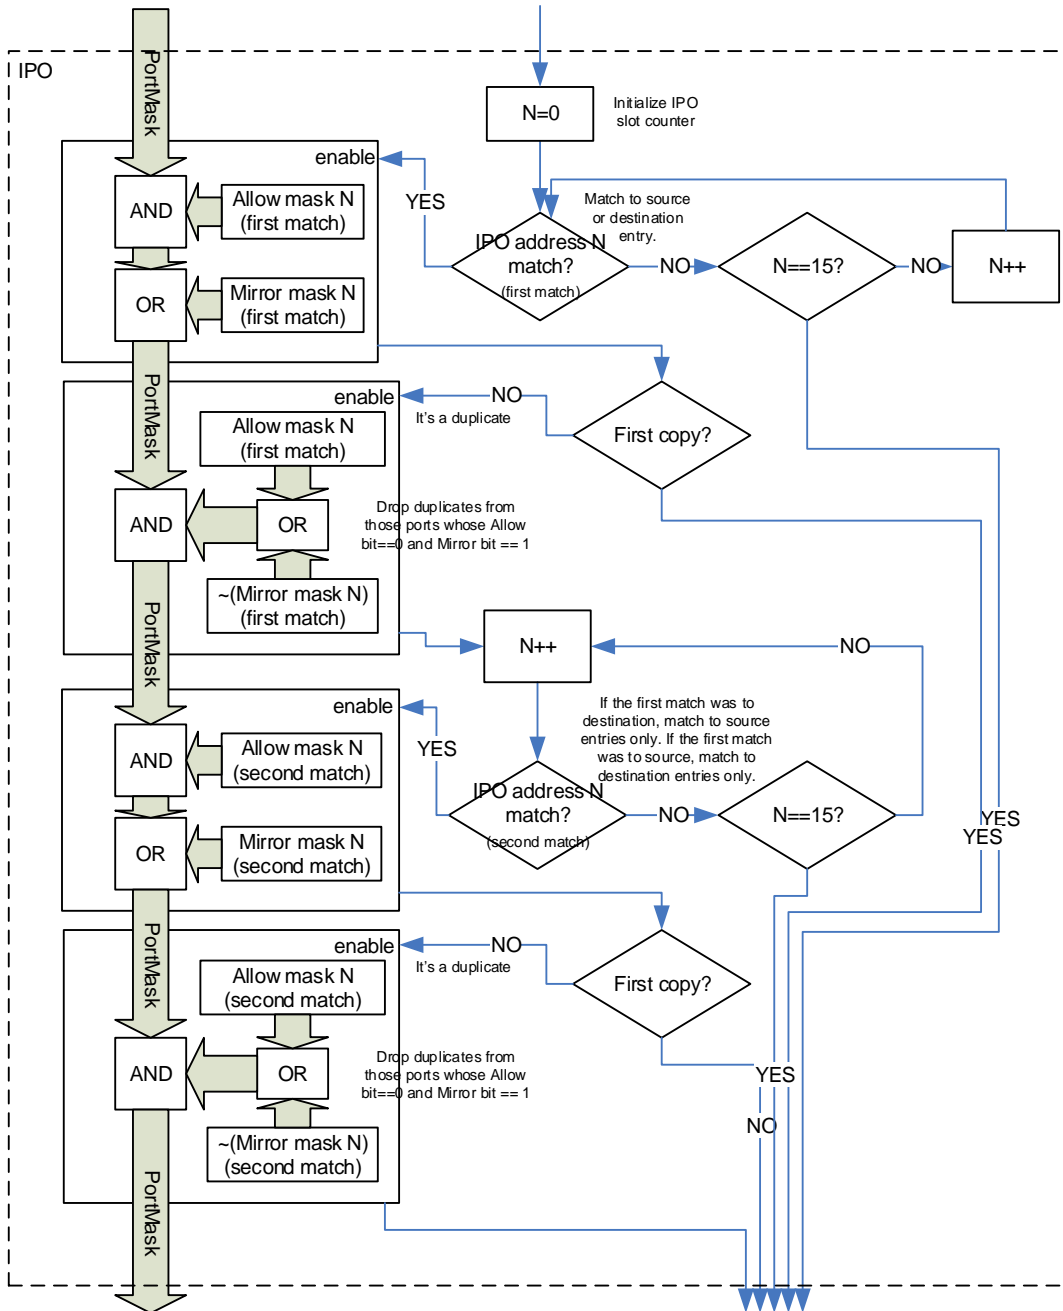 IPO
PortMask
N=0
Initialize IPO
slot counter
enable
YES
AND
Allow mask N
(first match)
OR
Mirror mask N
(first match)
IPO address N
match?
(first match)
Match to source
or destination
entry.
NO
N==15?
NO
N++
PortMask
enable
NO
It's a duplicate
First copy?
Allow mask N
(first match)
AND
OR
Drop duplicates from
those ports whose Allow
bit==0 and Mirror bit == 1
~(Mirror mask N)
(first match)
PortMask
N++
NO
enable
YES
If the first match was to
destination, match to source
entries only. If the first match
was to source, match to
destination entries only.
AND
Allow mask N
(second match)
IPO address N
match?
(second match)
NO
N==15?
YES
YES
OR
Mirror mask N
(second match)
PortMask
enable
NO
It's a duplicate
First copy?
Allow mask N
(second match)
AND
OR
Drop duplicates from
those ports whose Allow
bit==0 and Mirror bit == 1
YES
NO
~(Mirror mask N)
(second match)
PortMask